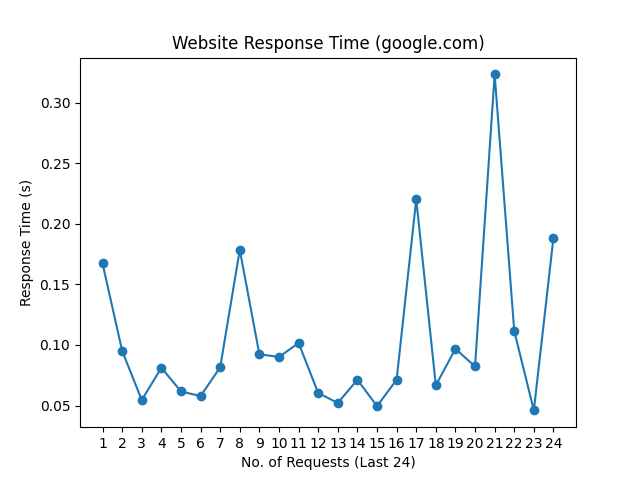 Website Response Time (google.com)
0.30
0.25
0.20
0.15
0.10
0.05
Response Time (s)
1 2 3 4 5 6 7 8 9 10 11 12 13 14 15 16 17 18 19 20 21 22 23 24
No. of Requests (Last 24)